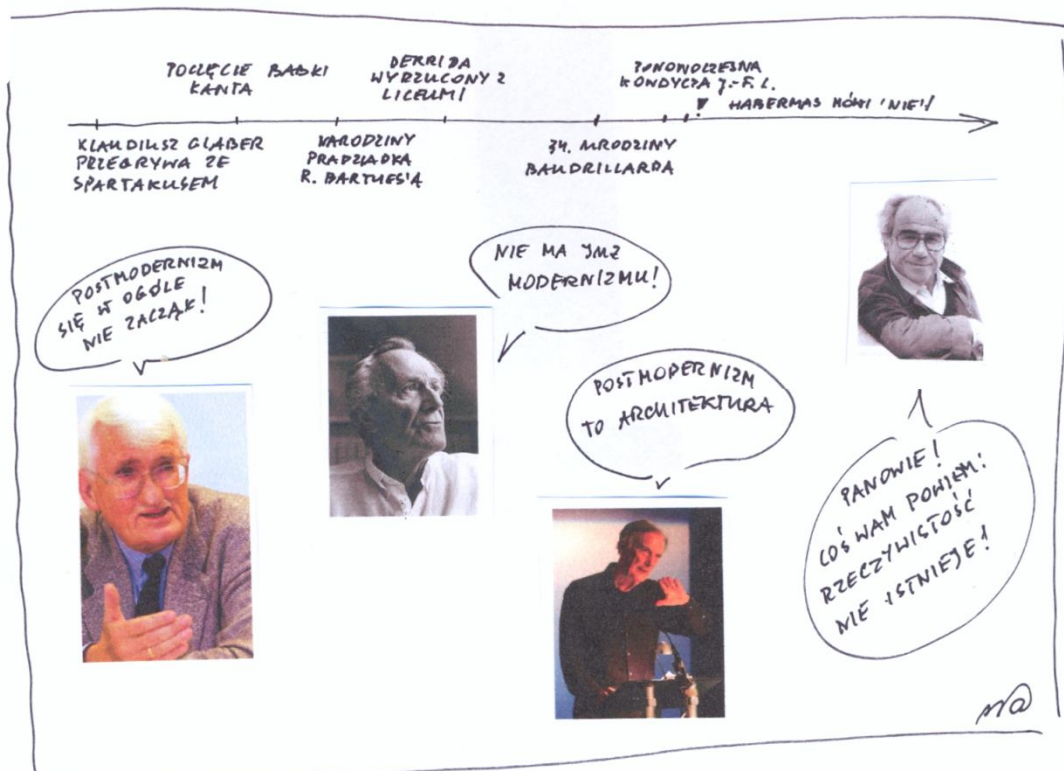 POCZĘCIE BABKI
KANTA
DERRIDA
WYRZUCONY Z
LICEUM!
PONOWOCZESNA
KONDYCJA J.-F. L.
! HABERMAS MÓWI 'NIE'!
KLAUDIUSZ GLABER
PRZEGRYWA ZE
SPARTAKUSEM
NARODZINY
PRADZIADKA
R. BARTHES'A
34. URODZINY
BAUDRILLARDA
POSTMODERNIZM
SIĘ W OGÓLE
NIE ZACZĄŁ!
NIE MA JUŻ
MODERNIZMU!
POSTMODERNIZM
TO ARCHITEKTURA
PANOWIE!
COŚ WAM POWIEM:
RZECZYWISTOŚĆ
NIE ISTNIEJE!